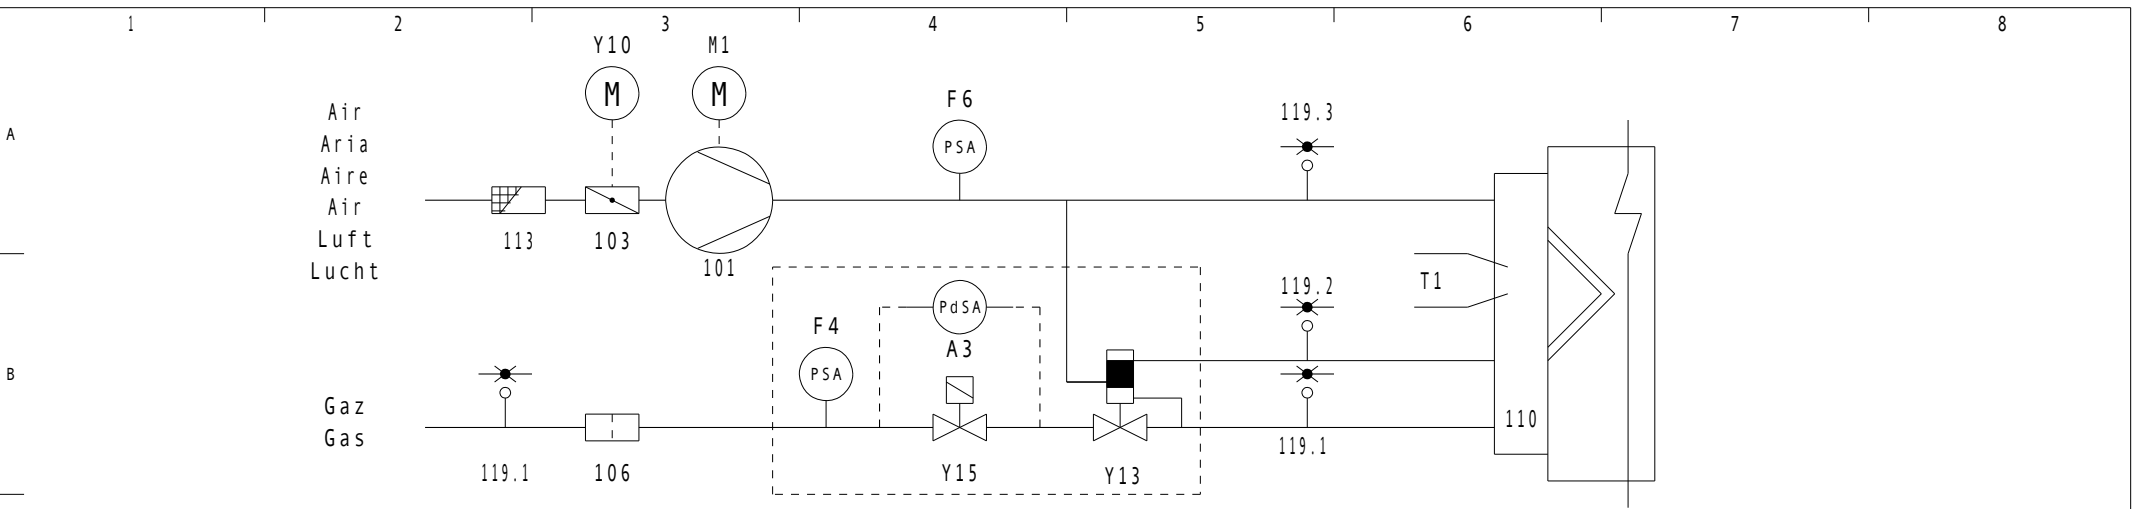 1 2 3 4 5 6 7 8
Y10 M1
M M
A
Air
Aria
Aire
Air
Luft
Lucht
F6
PSA
119.3
113 103 101
B
T1
119.2
PdSA
A3
F4
PSA
Gaz
Gas
110
119.1 106 Y15 Y13 119.1